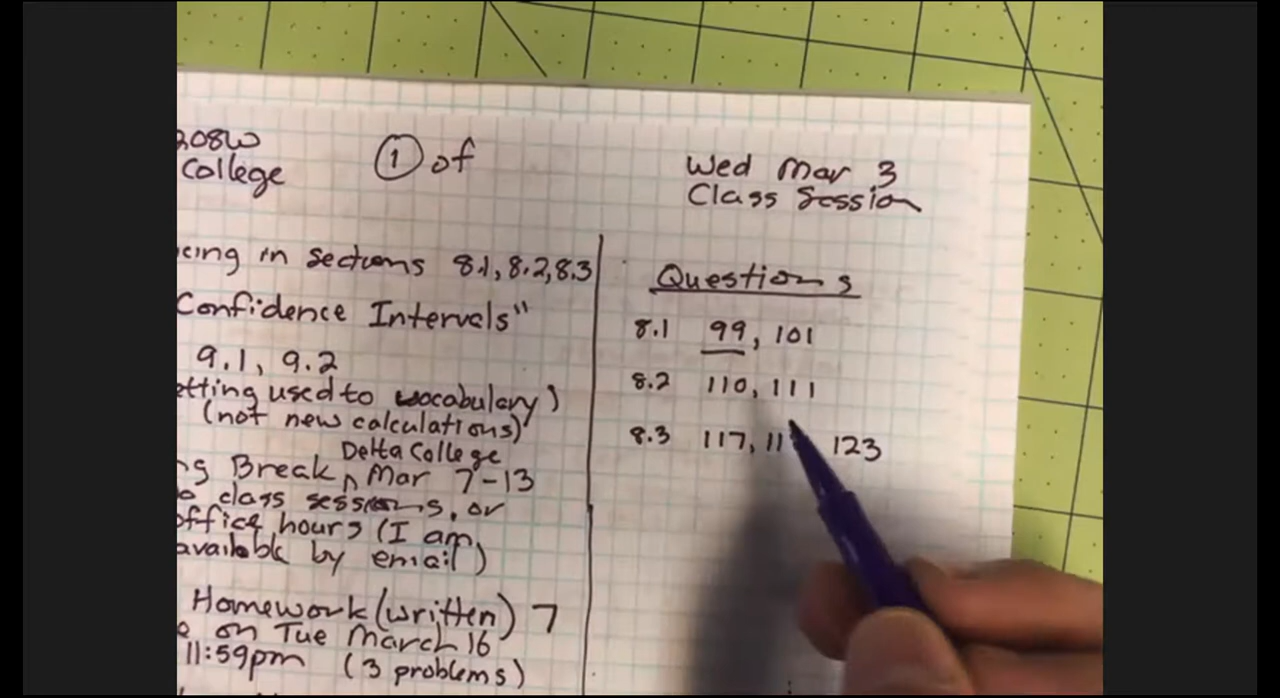 208W
College
① of
Wed Mar 3
Class Session
in sections 8.1, 8.2, 8.3
Confidence Intervals"
9.1, 9.2
used to vocabulary)
(not new calculations)
Delta College
Break ^ Mar 7-13
class sessions, or
office hours (I am
available by email)
Homework (written) 7
on Tue March 16
11:59pm (3 problems)
Questions
8.1 99, 101
8.2 110, 111
8.3 117, 123